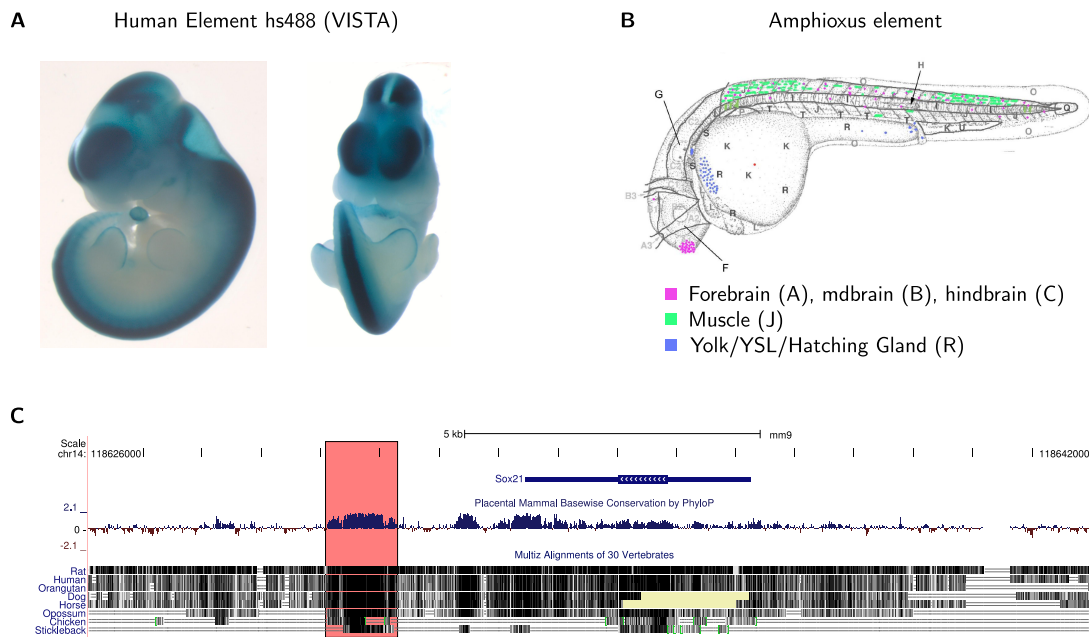 A Human Element hs488 (VISTA)
B Amphioxus element
H
G
O
I I I I I
T T T T T
Q
S
K K
R
K U
O
O
S
R K
R
B3
L
R
L
A3
F
Forebrain (A), mdbrain (B), hindbrain (C)
Muscle (J)
Yolk/YSL/Hatching Gland (R)
C
5 kb mm9
Scale
chr14: 118626000 118642000
Sox21
Placental Mammal Basewise Conservation by PhyloP
2.1
0
-2.1
Multiz Alignments of 30 Vertebrates
Rat
Human
Orangutan
Dog
Horse
Opossum
Chicken
Stickleback